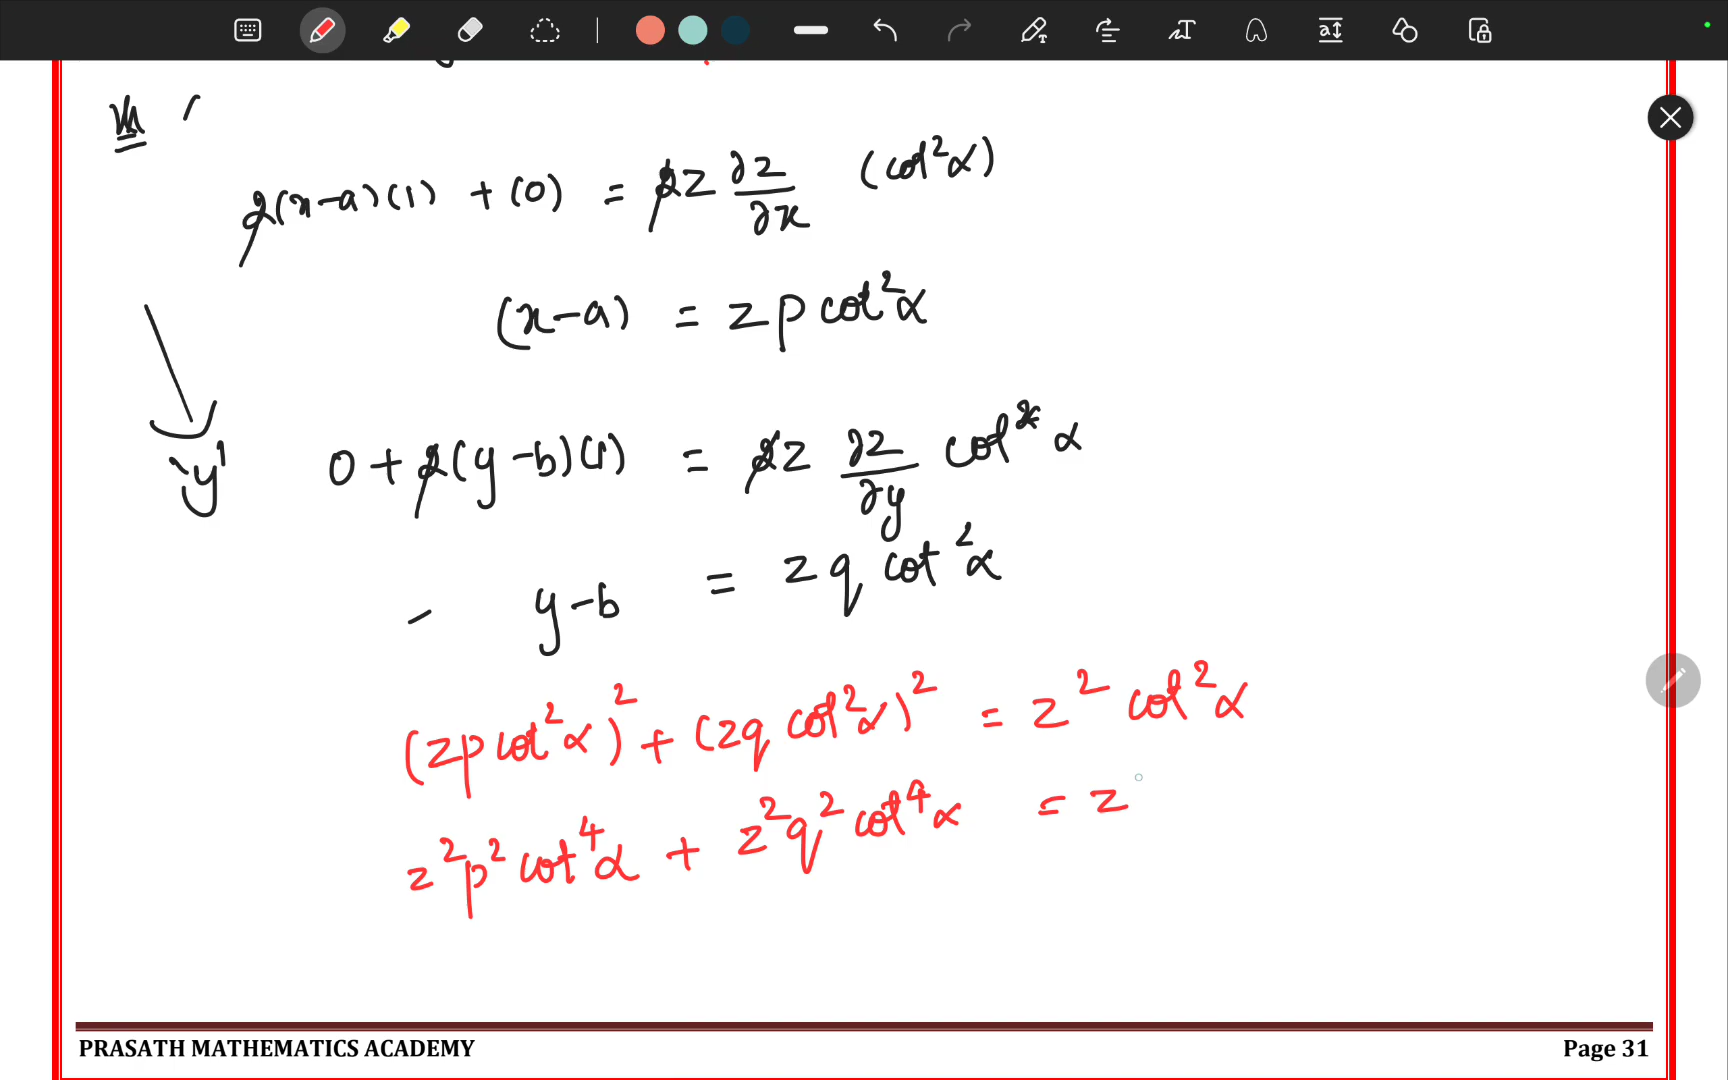 2(x-a)(1) + (0) = 2z ∂z/∂x (cot²α)
(x-a) = zp cot²α
'y' 0 + 2(y-b)(1) = 2z ∂z/∂y cot²α
y-b = zq cot²α
(zp cot²α)² + (zq cot²α)² = z² cot²α
z²p² cot⁴α + z²q² cot⁴α = z
PRASATH MATHEMATICS ACADEMY Page 31